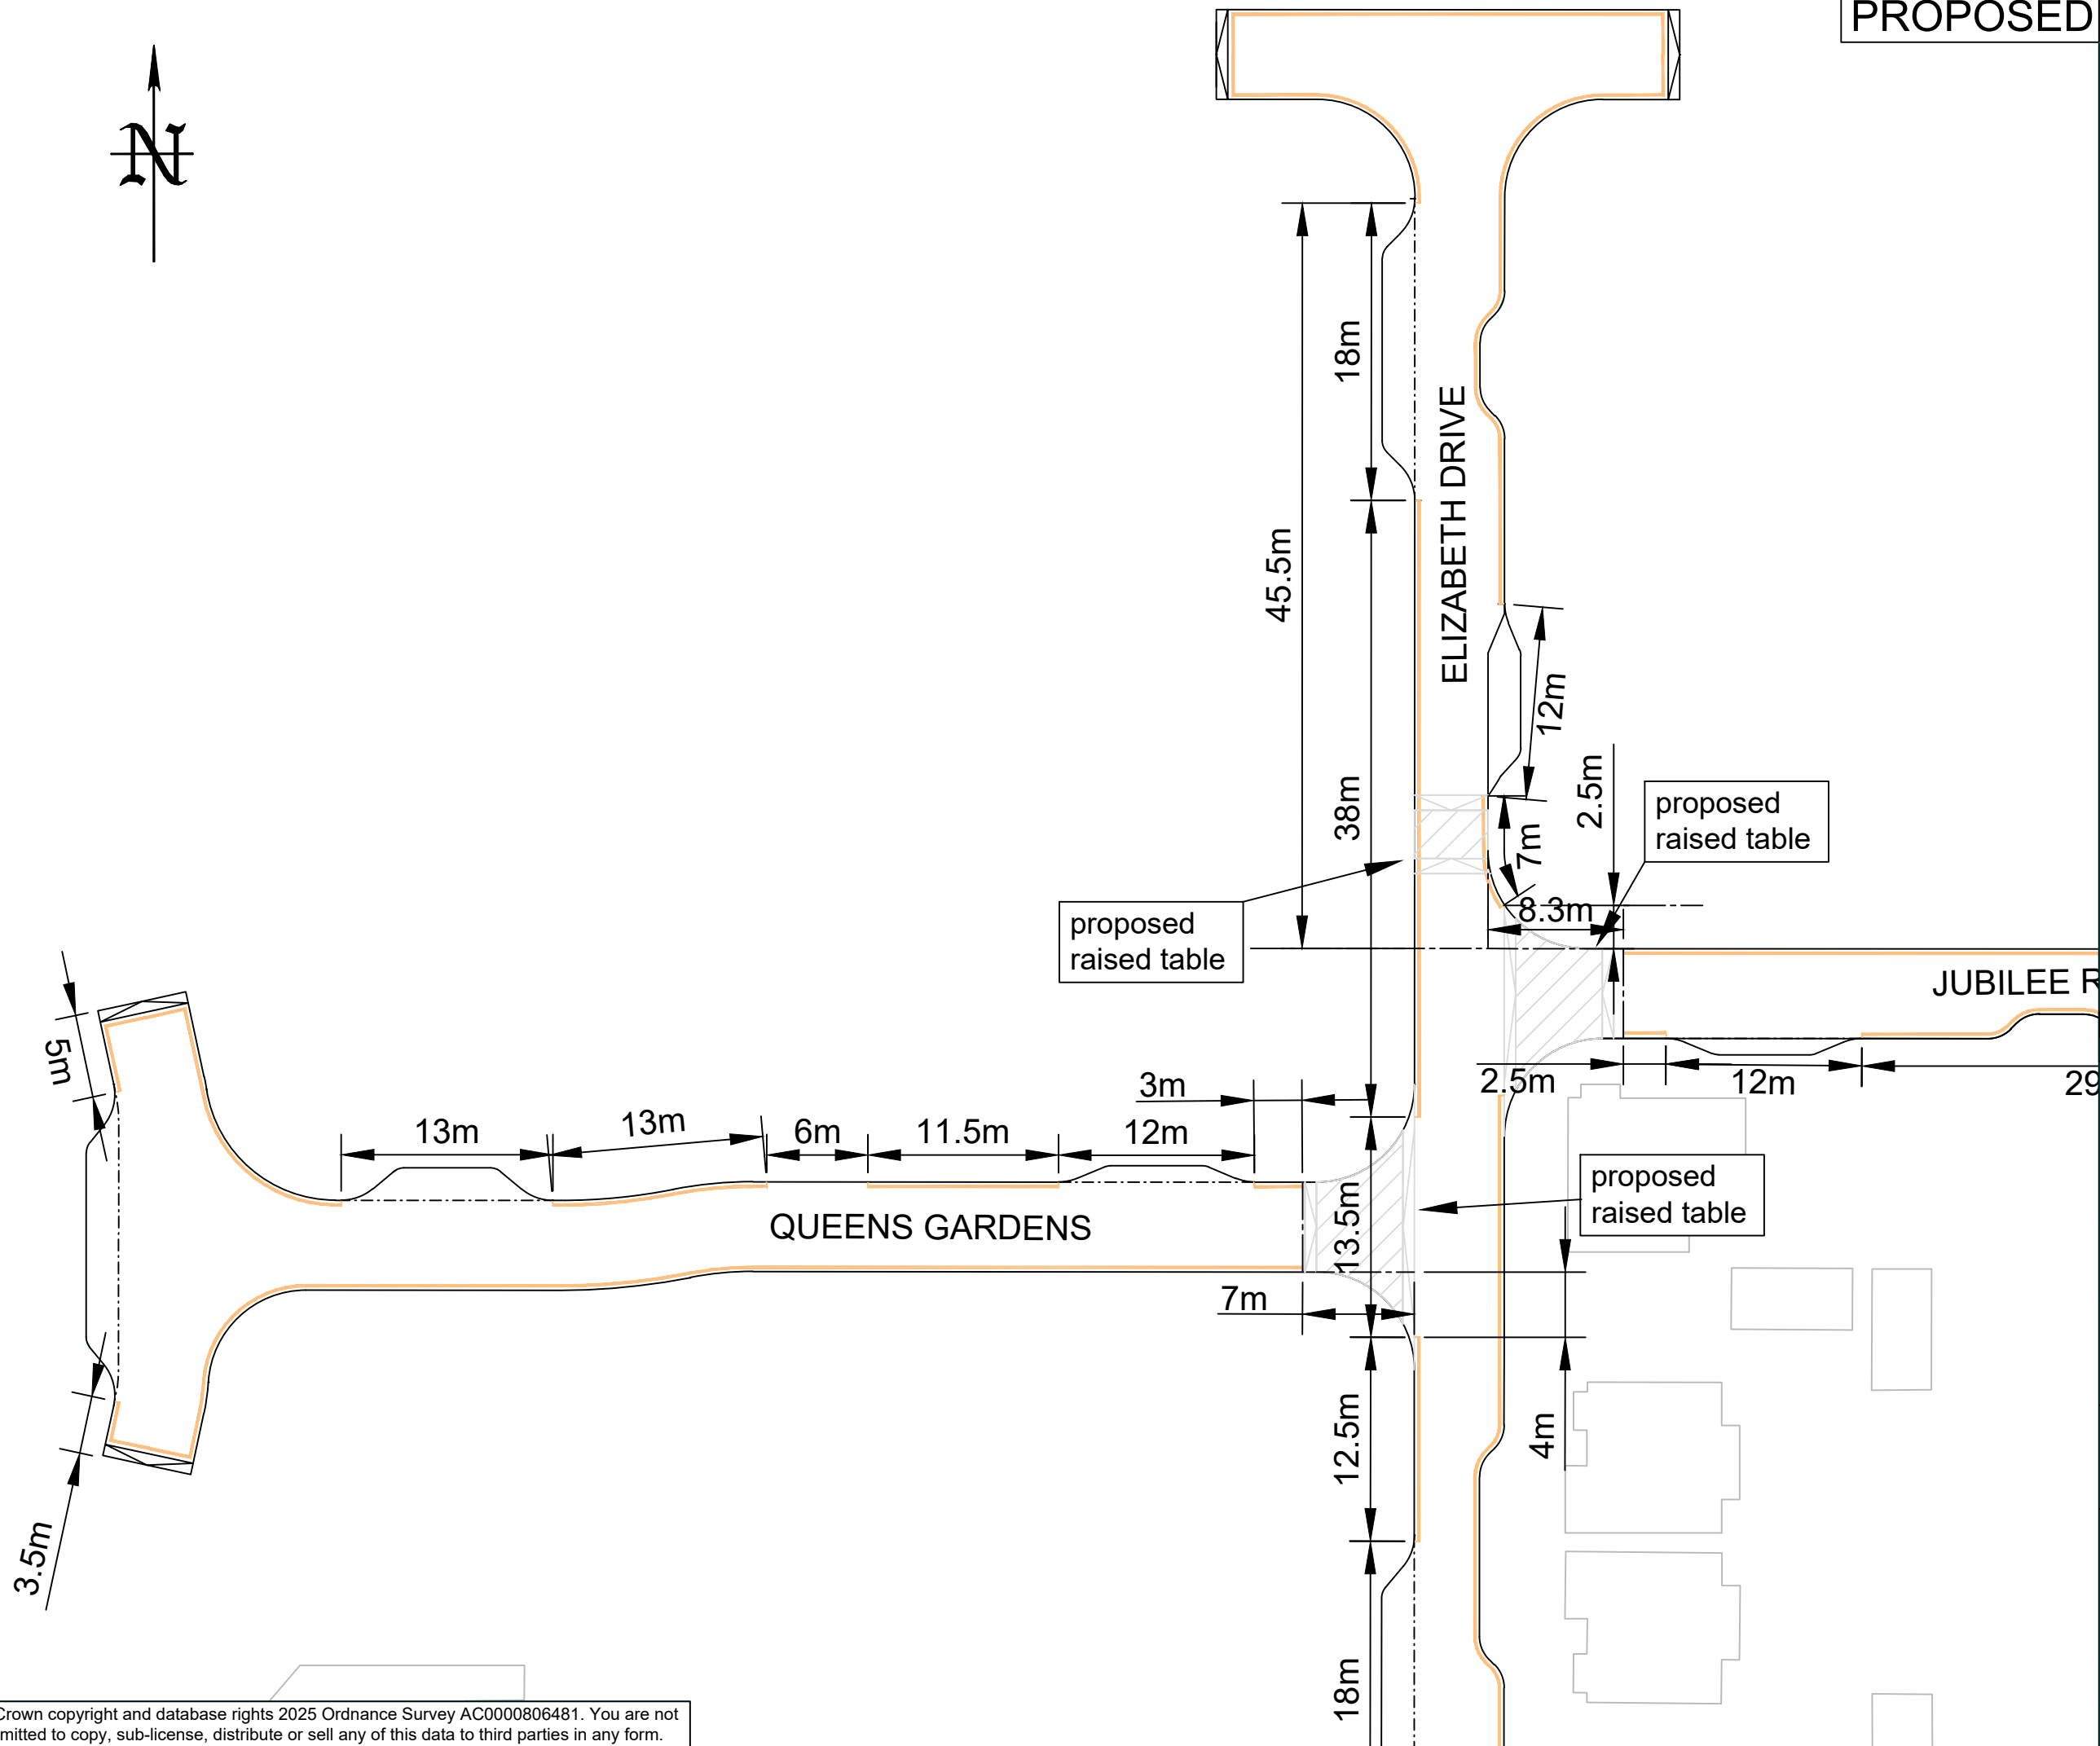 PROPOSED
N
18m
ELIZABETH DRIVE
45.5m
12m
2.5m
proposed
raised table
38m
7m
8.3m
proposed
raised table
JUBILEE R
5m
3m
2.5m
12m
29
13m
13m
6m
11.5m
12m
proposed
raised table
QUEENS GARDENS
13.5m
7m
12.5m
4m
3.5m
18m
Crown copyright and database rights 2025 Ordnance Survey AC0000806481. You are not
mitted to copy, sub-license, distribute or sell any of this data to third parties in any form.